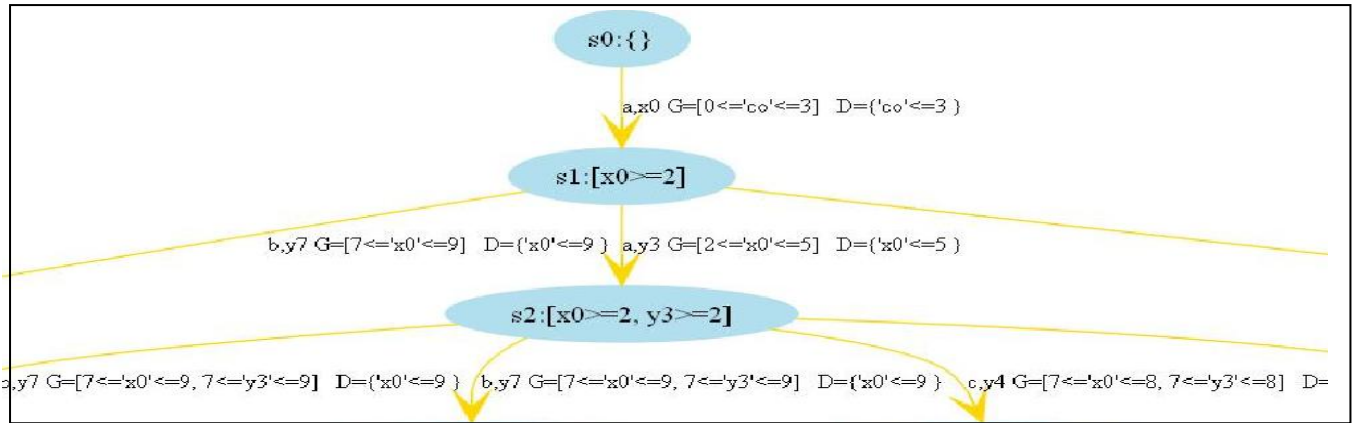 s0:{}
a,x0 G=[0<='co'<=3] D={'co'<=3 }
s1:[x0>=2]
b,y7 G=[7<='x0'<=9] D={'x0'<=9 } a,y3 G=[2<='x0'<=5] D={'x0'<=5 }
s2:[x0>=2, y3>=2]
,y7 G=[7<='x0'<=9, 7<='y3'<=9] D={'x0'<=9 } b,y7 G=[7<='x0'<=9, 7<='y3'<=9] D={'x0'<=9 } c,y4 G=[7<='x0'<=8, 7<='y3'<=8] D=